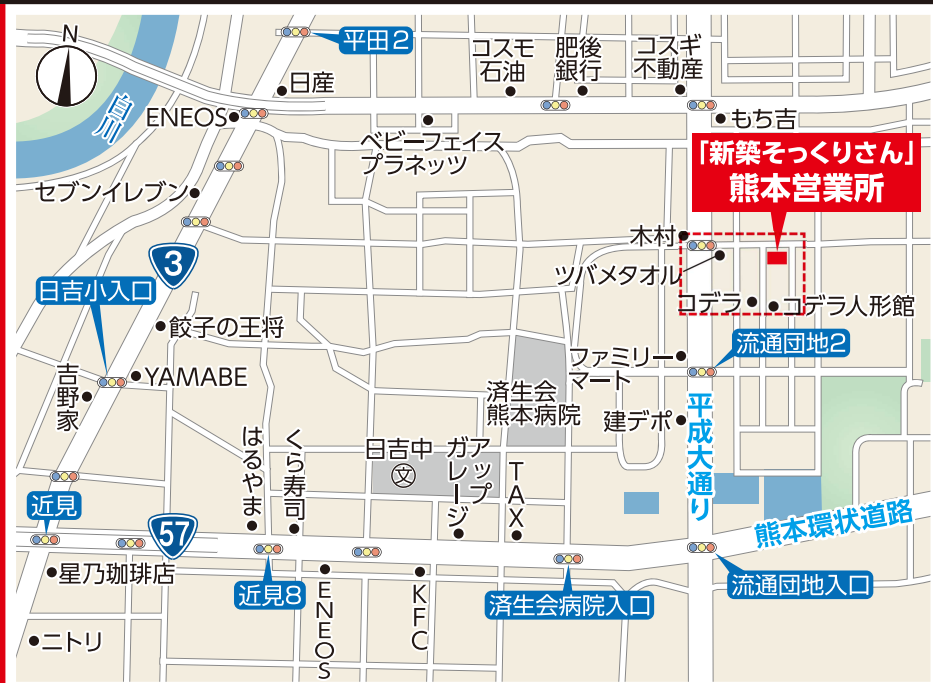 N
平田2
コスモ
石油
肥後
銀行
コスギ
不動産
日産
白川
ENEOS
もち吉
ベビーフェイス
プラネッツ
「新築そっくりさん」
熊本営業所
セブンイレブン
木村
3
ツバメタオル
日吉小入口
コデラ
コデラ人形館
餃子の王将
流通団地2
ファミリー
マート
YAMABE
吉野家
済生会
熊本病院
平成大通り
建デポ
はるやま
くら寿司
日吉中
文
アップ
ガレージ
TAX
近見
57
熊本環状道路
星乃珈琲店
近見8
ENEOS
KFC
済生会病院入口
流通団地入口
ニトリ